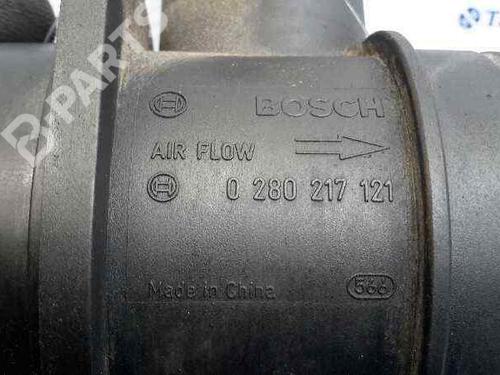 B-PARTS
BOSCH
AIR FLOW
0 280 217 121
Made in China
566